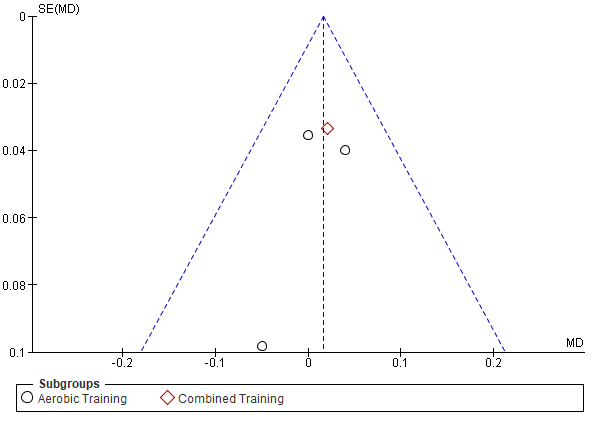 SE(MD)
0
0.02
0.04
0.06
0.08
0.1
-0.2
-0.1
0
0.1
0.2
MD
Subgroups
Aerobic Training
Combined Training